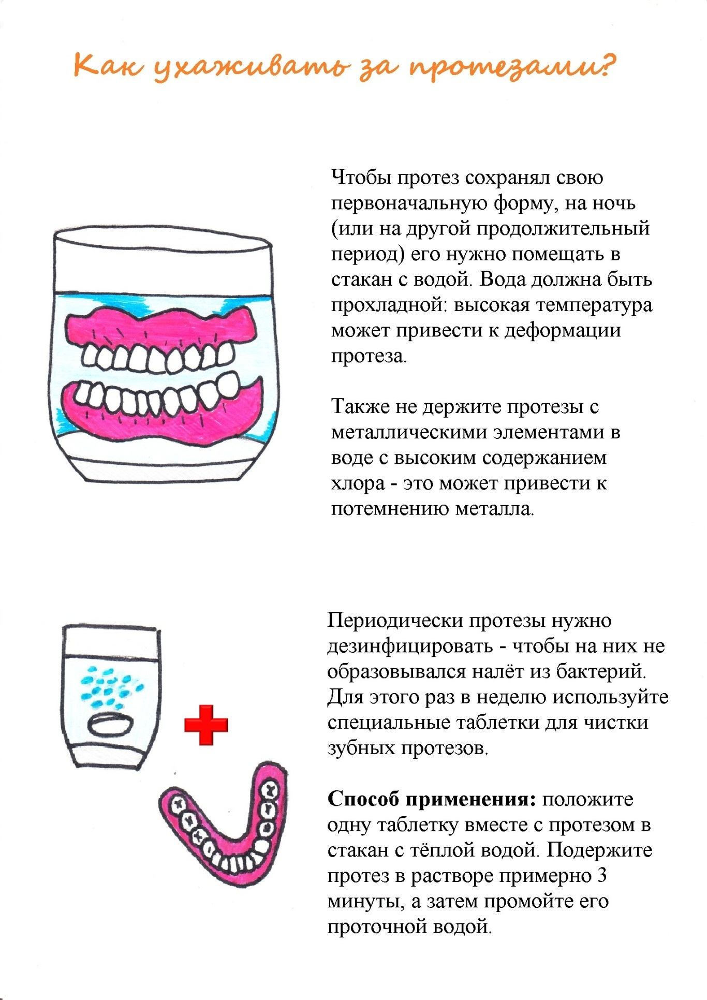 Как ухаживать за протезами?
Чтобы протез сохранял свою
первоначальную форму, на ночь
(или на другой продолжительный
период) его нужно помещать в
стакан с водой. Вода должна быть
прохладной: высокая температура
может привести к деформации
протеза.
Также не держите протезы с
металлическими элементами в
воде с высоким содержанием
хлора - это может привести к
потемнению металла.
Периодически протезы нужно
дезинфицировать - чтобы на них не
образовывался налёт из бактерий.
Для этого раз в неделю используйте
специальные таблетки для чистки
зубных протезов.
Способ применения: положите
одну таблетку вместе с протезом в
стакан с тёплой водой. Подержите
протез в растворе примерно 3
минуты, а затем промойте его
проточной водой.